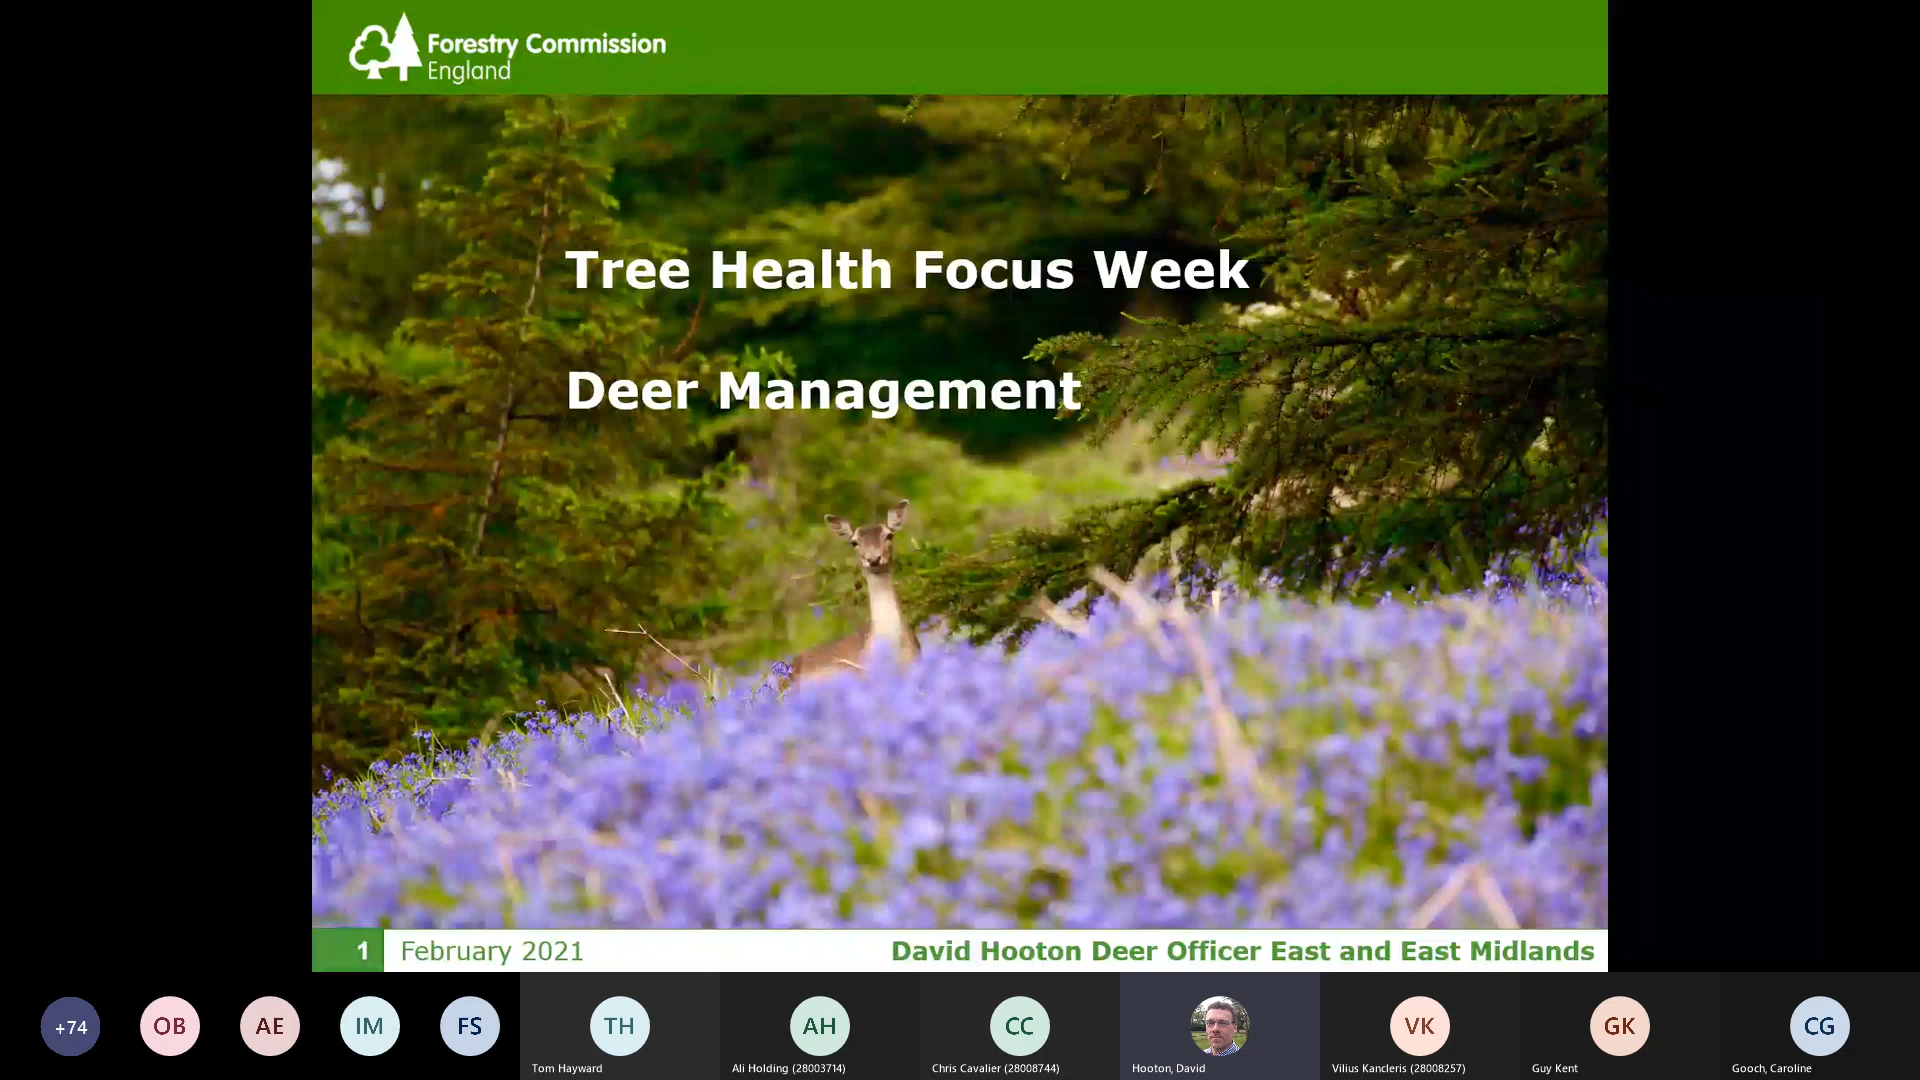 Forestry Commission
England
Tree Health Focus Week
Deer Management
1 February 2021 David Hooton Deer Officer East and East Midlands
+74 OB AE IM FS TH AH CC VK GK CG
Tom Hayward Ali Holding (28003714) Chris Cavalier (28008744) Hooton, David Vilius Kancleris (28008257) Guy Kent Gooch, Caroline